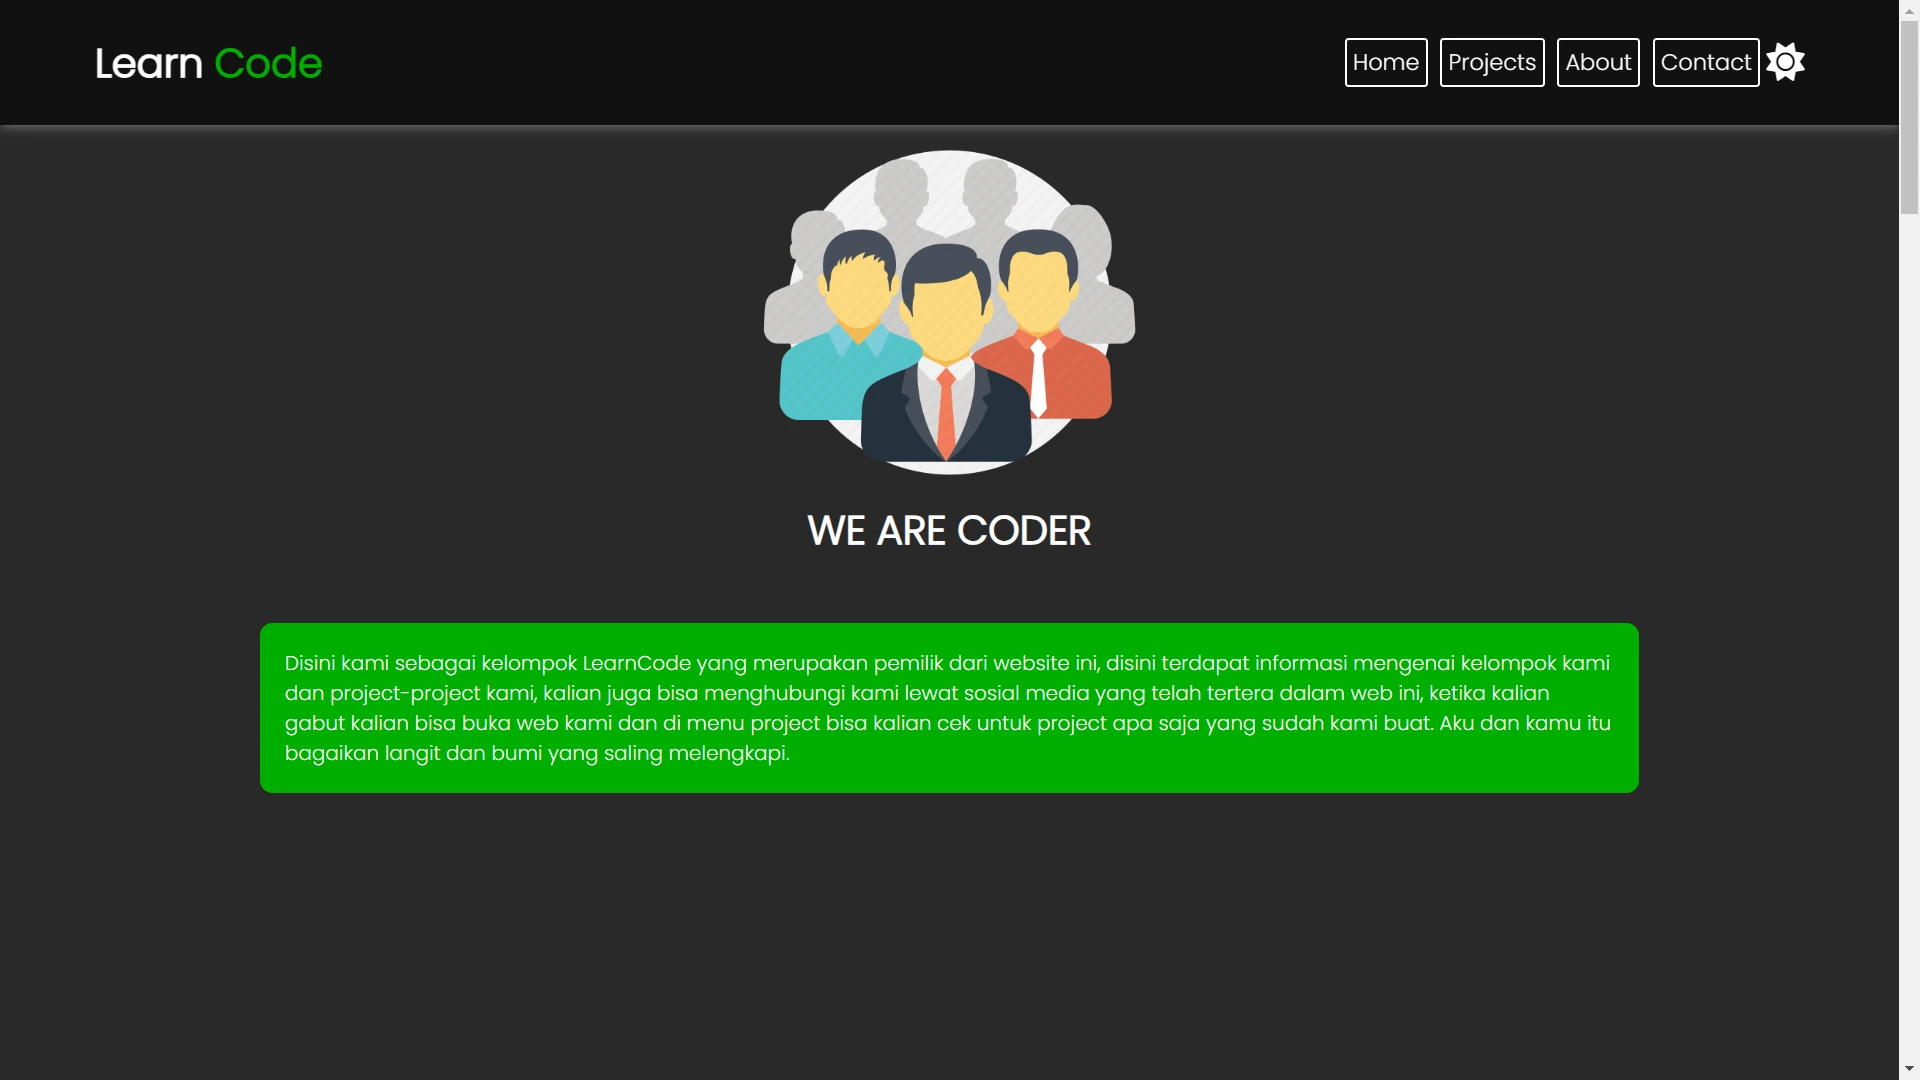 Learn Code
Home Projects About Contact
WE ARE CODER
Disini kami sebagai kelompok LearnCode yang merupakan pemilik dari website ini, disini terdapat informasi mengenai kelompok kami
dan project-project kami, kalian juga bisa menghubungi kami lewat sosial media yang telah tertera dalam web ini, ketika kalian
gabut kalian bisa buka web kami dan di menu project bisa kalian cek untuk project apa saja yang sudah kami buat. Aku dan kamu itu
bagaikan langit dan bumi yang saling melengkapi.